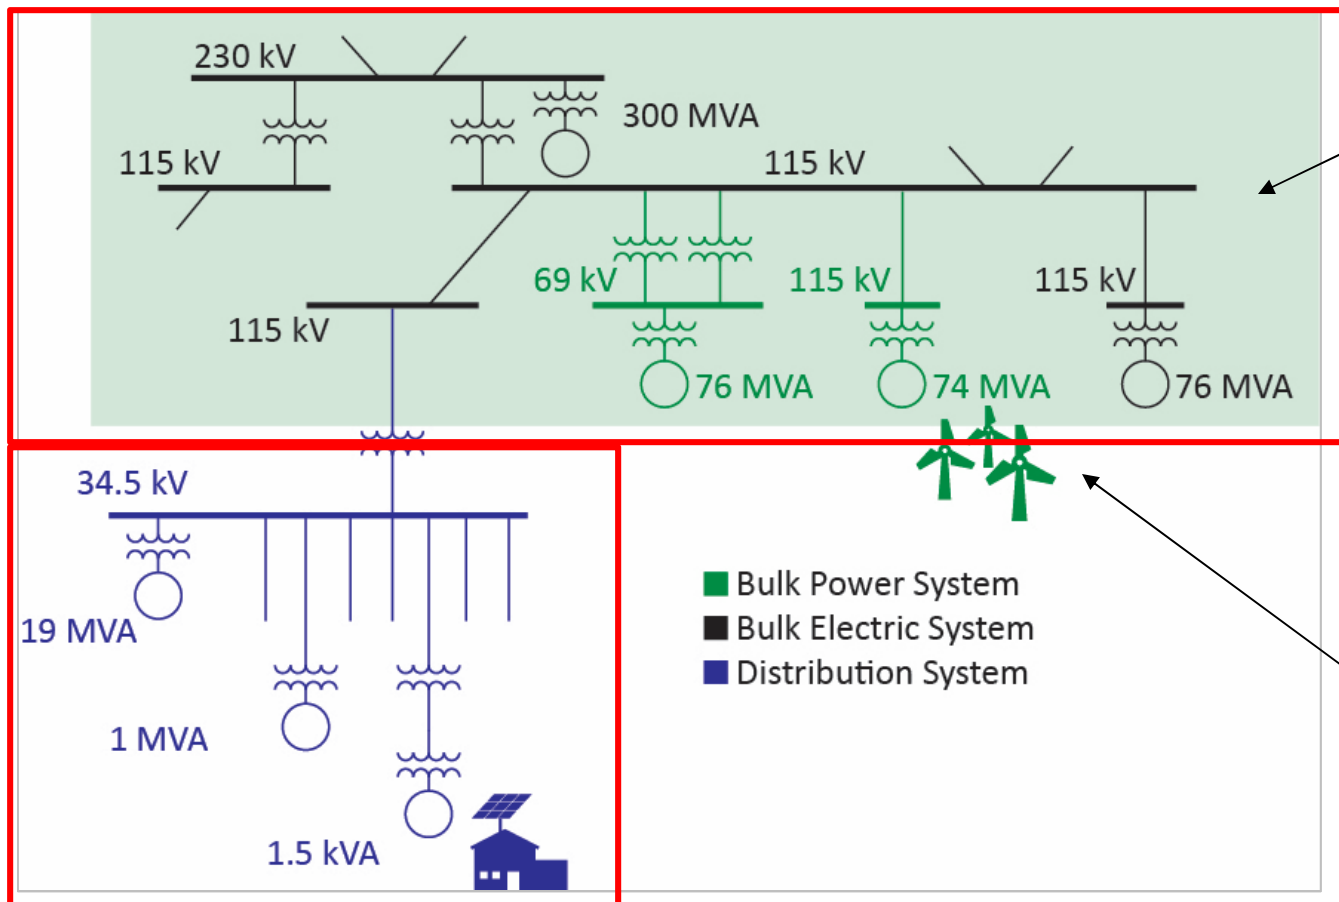 230 kV
300 MVA
115 kV
115 kV
69 kV
115 kV
115 kV
115 kV
76 MVA
74 MVA
76 MVA
34.5 kV
19 MVA
1 MVA
1.5 kVA
Bulk Power System
Bulk Electric System
Distribution System